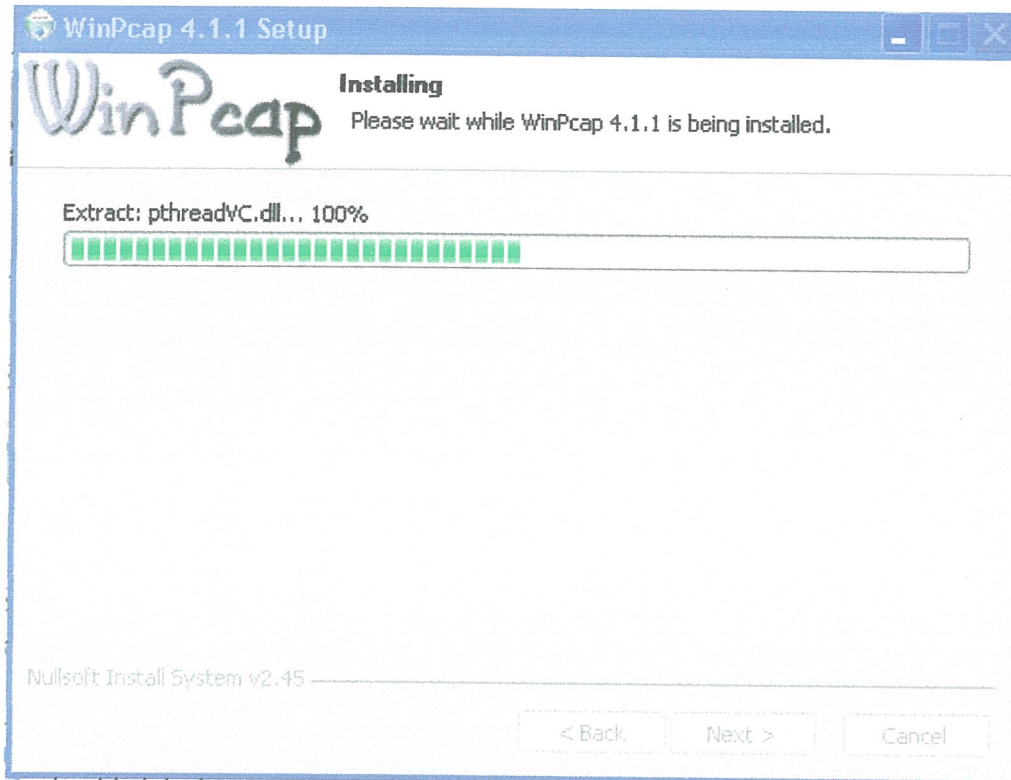 WinPcap 4.1.1 Setup
WinPcap
Installing
Please wait while WinPcap 4.1.1 is being installed.
Extract: pthreadVC.dll... 100%
Nullsoft Install System v2.45
< Back
Next >
Cancel